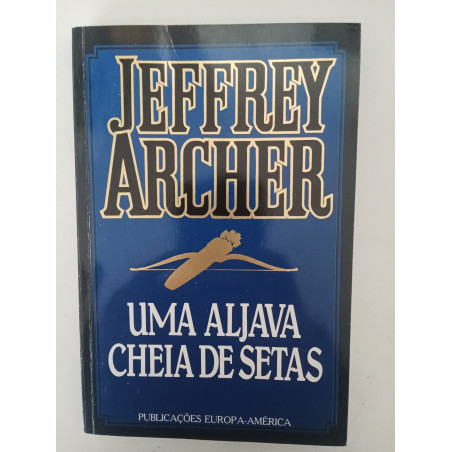 JEFFREY
ARCHER
UMA ALJAVA
CHEIA DE SETAS
PUBLICAÇÕES EUROPA-AMÉRICA